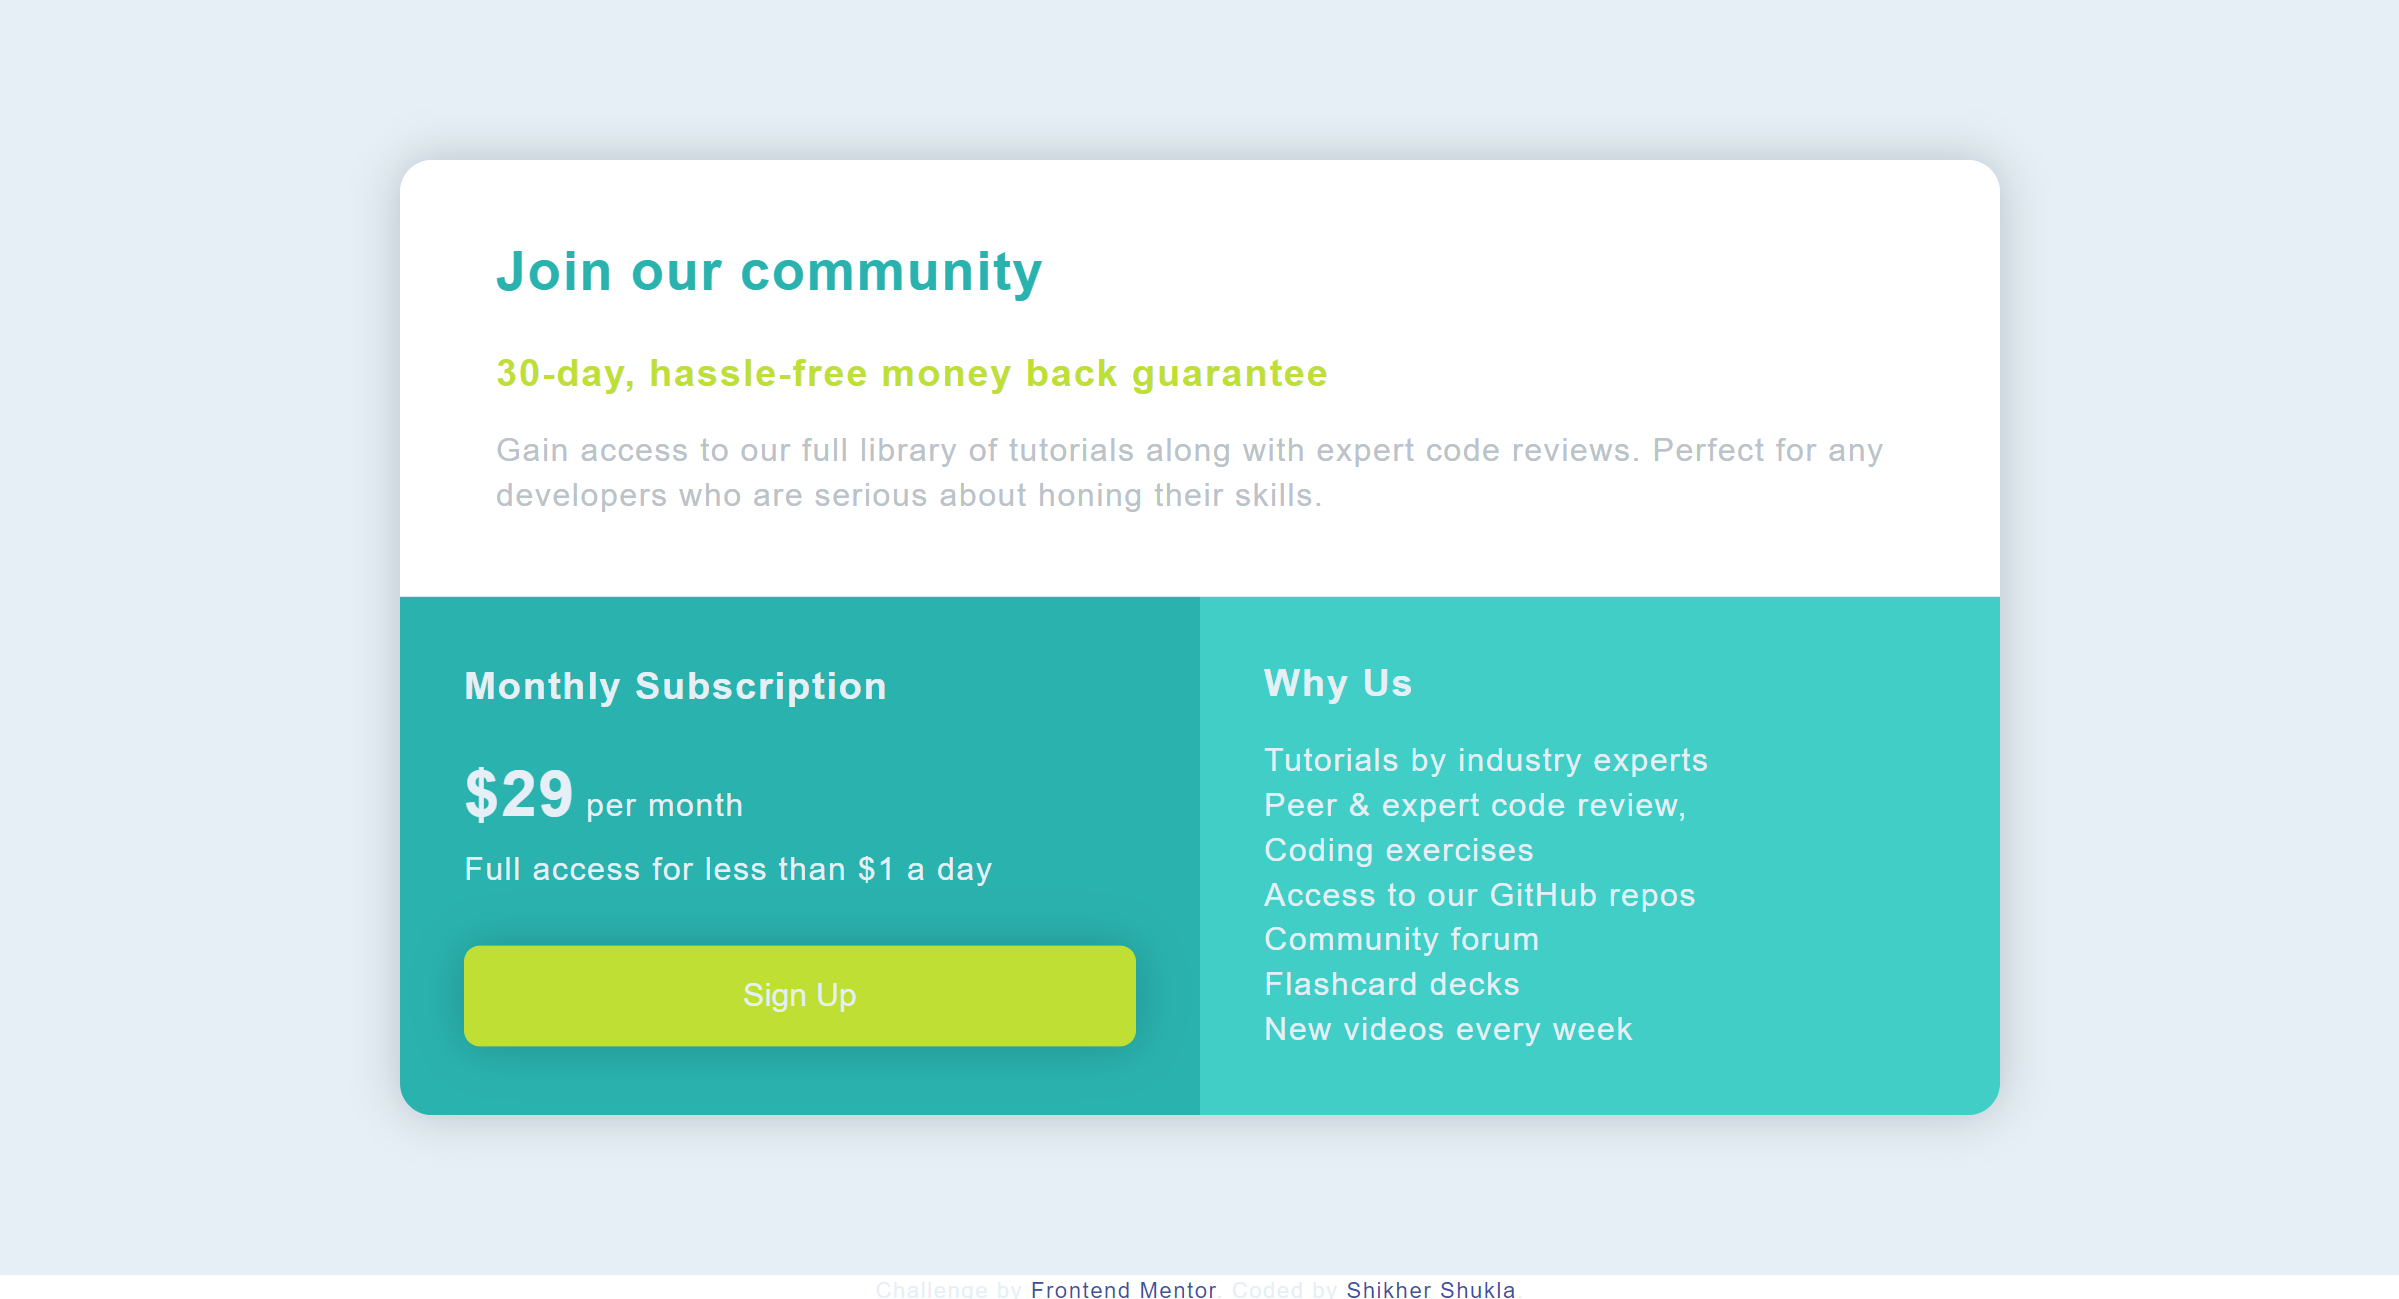 Join our community
30-day, hassle-free money back guarantee
Gain access to our full library of tutorials along with expert code reviews. Perfect for any
developers who are serious about honing their skills.
Monthly Subscription
$29 per month
Full access for less than $1 a day
Sign Up
Why Us
Tutorials by industry experts
Peer & expert code review,
Coding exercises
Access to our GitHub repos
Community forum
Flashcard decks
New videos every week
Challenge by Frontend Mentor. Coded by Shikher Shukla.